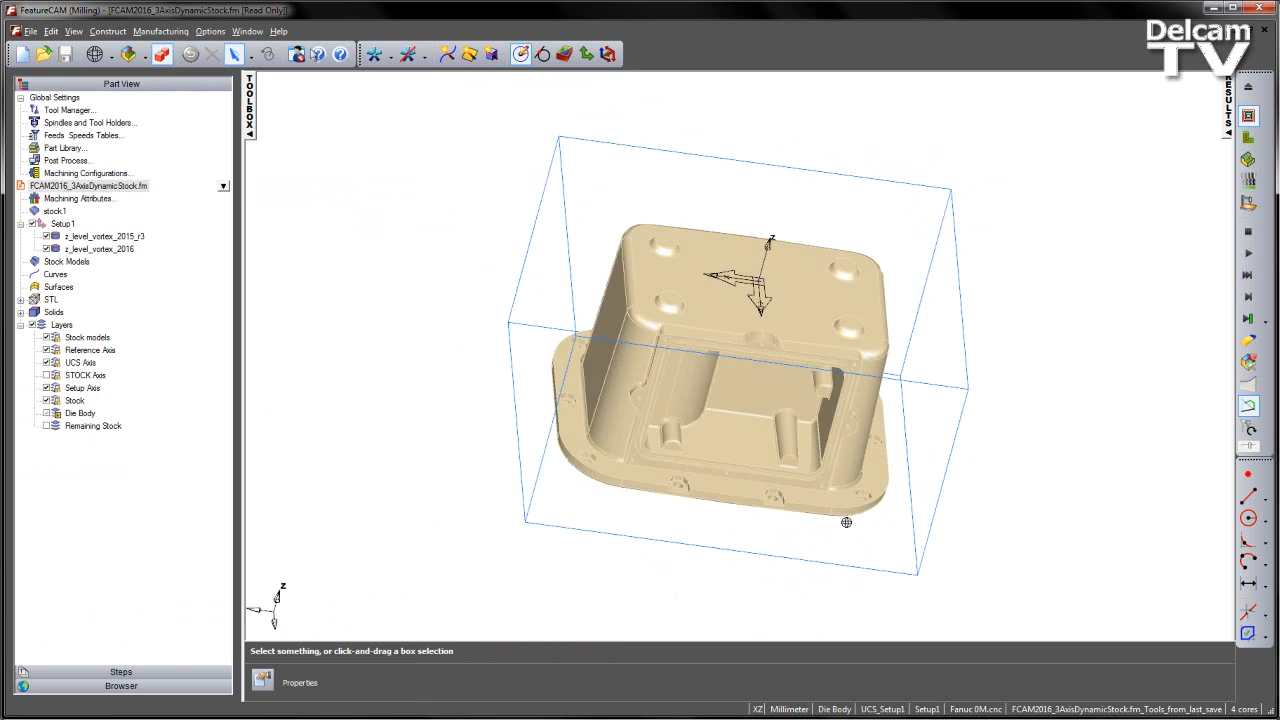 FeatureCAM (Milling) - [FCAM2016_3AxisDynamicStock.fm [Read Only]]
File Edit View Construct Manufacturing Options Window Help
Delcam
TV
Part View
Global Settings
Tool Manager...
Spindles and Tool Holders...
Feeds Speeds Tables...
Part Library...
Post Process...
Machining Configurations...
FCAM2016_3AxisDynamicStock.fm
Machining Attributes...
stock1
Setup1
z_level_vortex_2015_r3
z_level_vortex_2016
Stock Models
Curves
Surfaces
STL
Solids
Layers
Stock models
Reference Axis
UCS Axis
STOCK Axis
Setup Axis
Stock
Die Body
Remaining Stock
Steps
Browser
TOOLBOX
RESULTS
z
z
Select something, or click-and-drag a box selection
Properties
XZ Millimeter Die Body UCS_Setup1 Setup1 Fanuc 0M.cnc FCAM2016_3AxisDynamicStock.fm_Tools_from_last_save 4 cores